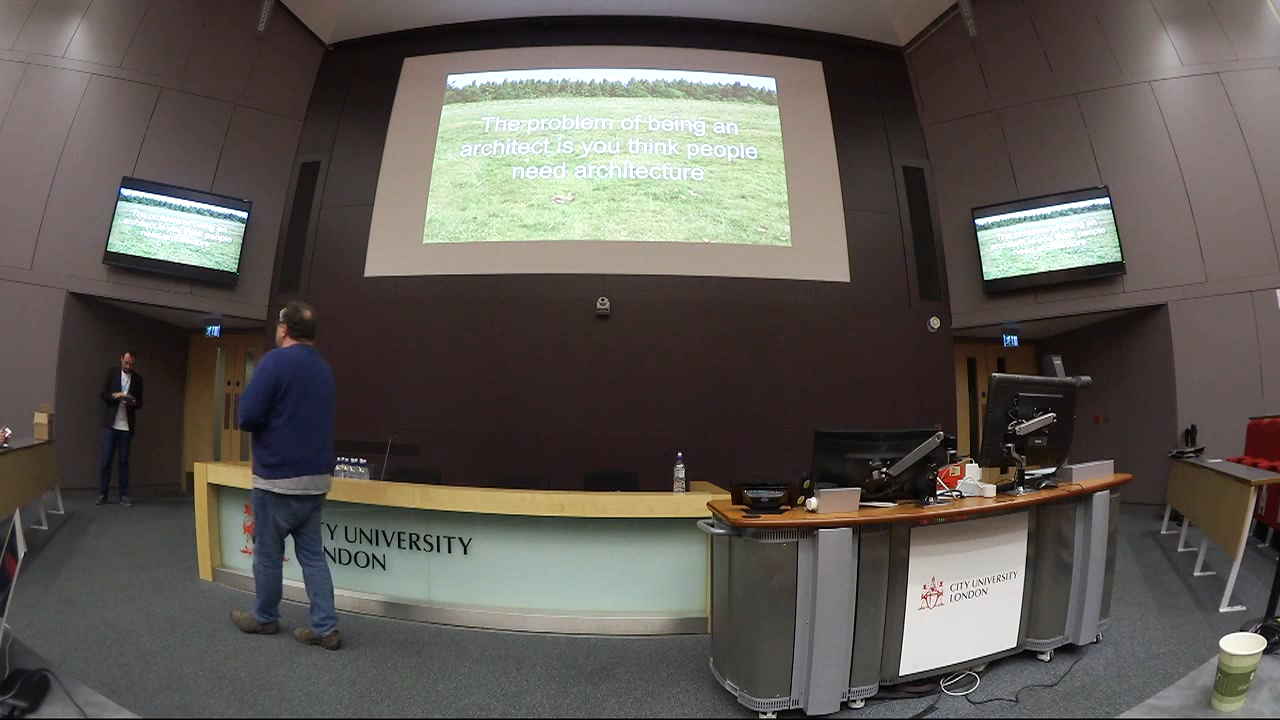 The problem of being an
architect is you think people
need architecture
CITY UNIVERSITY
LONDON
CITY UNIVERSITY
LONDON